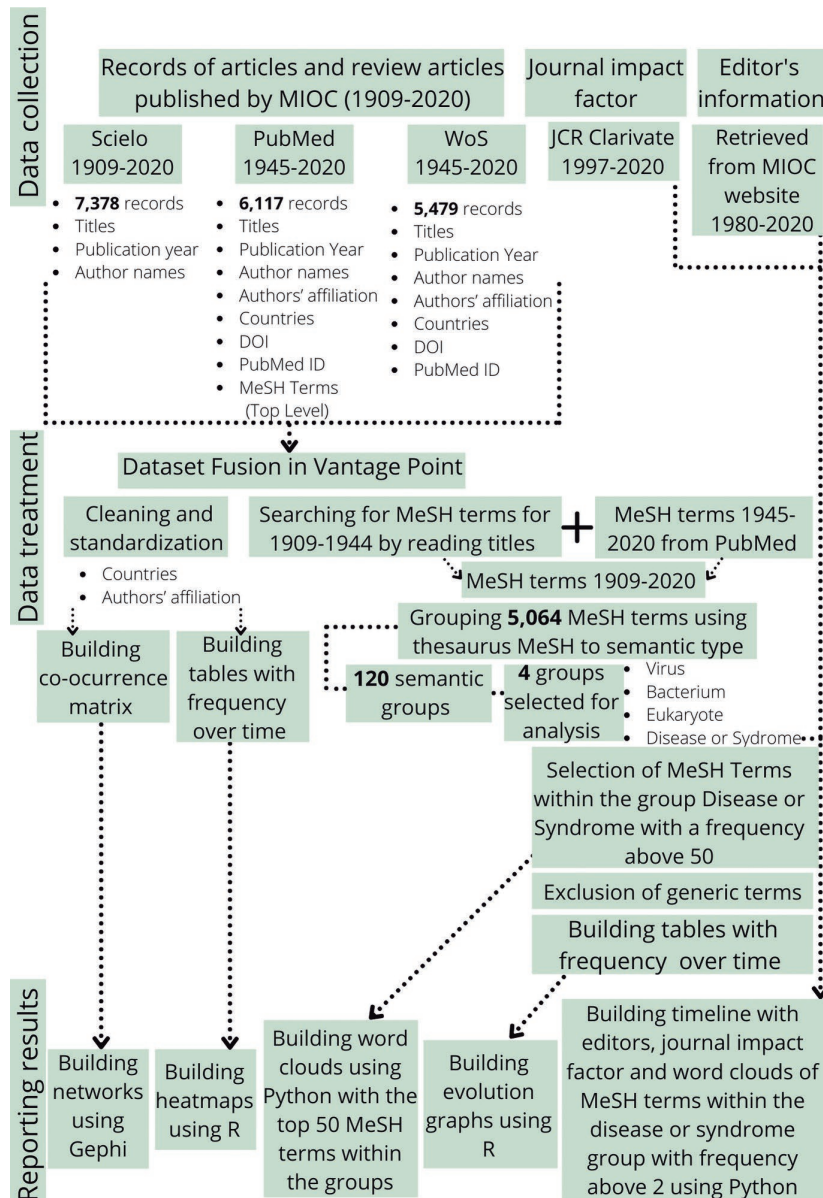 Data collection
Records of articles and review articles
published by MIOC (1909-2020)
Journal impact
factor
Editor's
information
Scielo
1909-2020
PubMed
1945-2020
WoS
1945-2020
JCR Clarivate
1997-2020
Retrieved
from MIOC
website
1980-2020
• 7,378 records
• Titles
• Publication year
• Author names
• 6,117 records
• Titles
• Publication Year
• Author names
• Authors' affiliation
• Countries
• DOI
• PubMed ID
• MeSH Terms
(Top Level)
• 5,479 records
• Titles
• Publication Year
• Author names
• Authors' affiliation
• Countries
• DOI
• PubMed ID
Data treatment
Dataset Fusion in Vantage Point
Cleaning and
standardization
• Countries
• Authors' affiliation
Searching for MeSH terms for
1909-1944 by reading titles
+
MeSH terms 1945-
2020 from PubMed
MeSH terms 1909-2020
Building
co-ocurrence
matrix
Building
tables with
frequency
over time
Grouping 5,064 MeSH terms using
thesaurus MeSH to semantic type
120 semantic
groups
4 groups
selected for
analysis
• Virus
• Bacterium
• Eukaryote
• Disease or Sydrome
Selection of MeSH Terms
within the group Disease or
Syndrome with a frequency
above 50
Exclusion of generic terms
Building tables with
frequency over time
Reporting results
Building
networks
using
Gephi
Building
heatmaps
using R
Building word
clouds using
Python with the
top 50 MeSH
terms within
the groups
Building
evolution
graphs using
R
Building timeline with
editors, journal impact
factor and word clouds of
MeSH terms within the
disease or syndrome
group with frequency
above 2 using Python